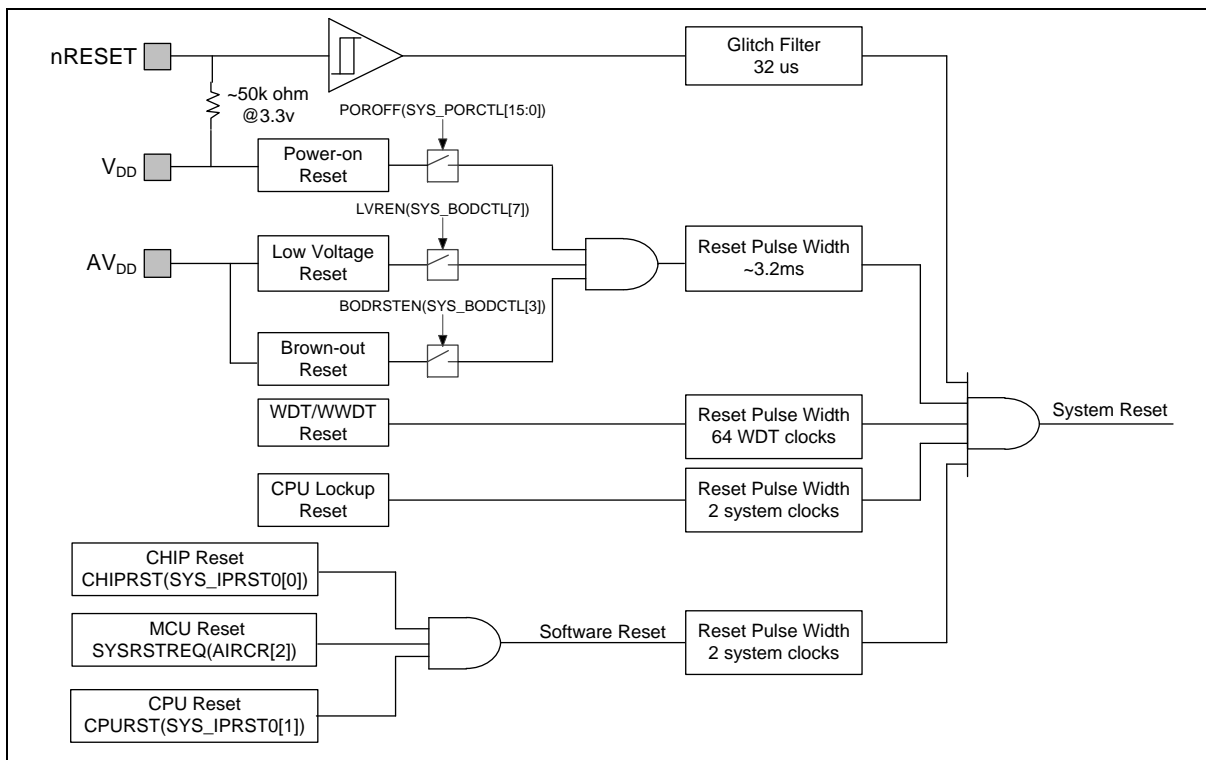 nRESET
Glitch Filter
32 us
~50k ohm
@3.3v
POROFF(SYS_PORCTL[15:0])
VDD
Power-on
Reset
LVREN(SYS_BODCTL[7])
AVDD
Low Voltage
Reset
Reset Pulse Width
~3.2ms
BODRSTEN(SYS_BODCTL[3])
Brown-out
Reset
WDT/WWDT
Reset
Reset Pulse Width
64 WDT clocks
System Reset
CPU Lockup
Reset
Reset Pulse Width
2 system clocks
CHIP Reset
CHIPRST(SYS_IPRST0[0])
MCU Reset
SYSRSTREQ(AIRCR[2])
Software Reset
Reset Pulse Width
2 system clocks
CPU Reset
CPURST(SYS_IPRST0[1])